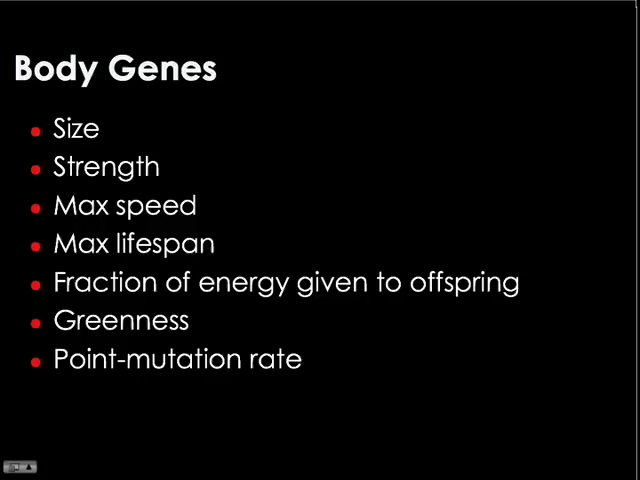 Body Genes
Size
Strength
Max speed
Max lifespan
Fraction of energy given to offspring
Greenness
Point-mutation rate